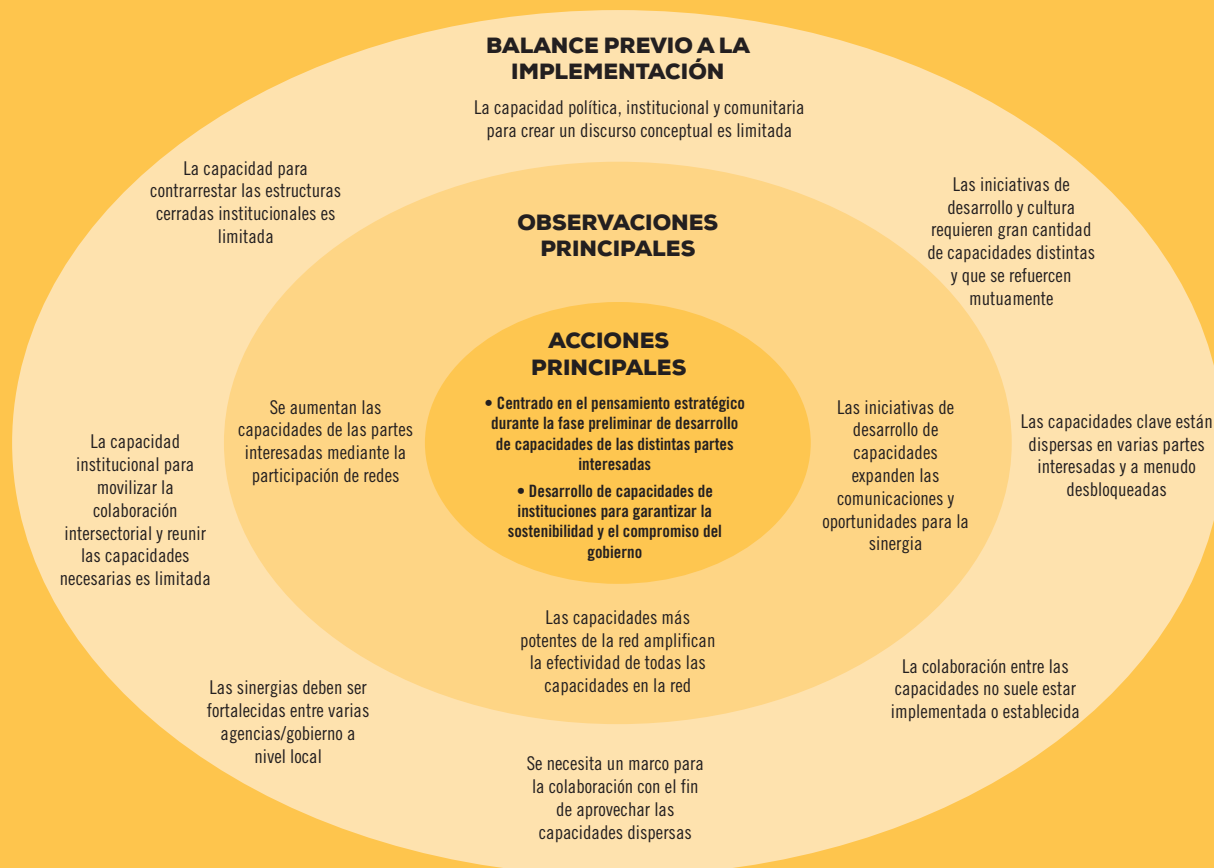 BALANCE PREVIO A LA
IMPLEMENTACIÓN
La capacidad política, institucional y comunitaria
para crear un discurso conceptual es limitada
La capacidad para
contrarrestar las estructuras
cerradas institucionales es
limitada
Las iniciativas de
desarrollo y cultura
requieren gran cantidad
de capacidades distintas
y que se refuercen
mutuamente
OBSERVACIONES
PRINCIPALES
ACCIONES
PRINCIPALES
• Centrado en el pensamiento estratégico
durante la fase preliminar de desarrollo
de capacidades de las distintas partes
interesadas
• Desarrollo de capacidades de
instituciones para garantizar la
sostenibilidad y el compromiso del
gobierno
Se aumentan las
capacidades de las partes
interesadas mediante la
participación de redes
Las iniciativas de
desarrollo de
capacidades
expanden las
comunicaciones y
oportunidades para la
sinergia
La capacidad
institucional para
movilizar la
colaboración
intersectorial y reunir
las capacidades
necesarias es limitada
Las capacidades clave están
dispersas en varias partes
interesadas y a menudo
desbloqueadas
Las capacidades más
potentes de la red amplifican
la efectividad de todas las
capacidades en la red
Las sinergias deben ser
fortalecidas entre varias
agencias/gobierno a
nivel local
La colaboración entre las
capacidades no suele estar
implementada o establecida
Se necesita un marco para
la colaboración con el fin
de aprovechar las
capacidades dispersas